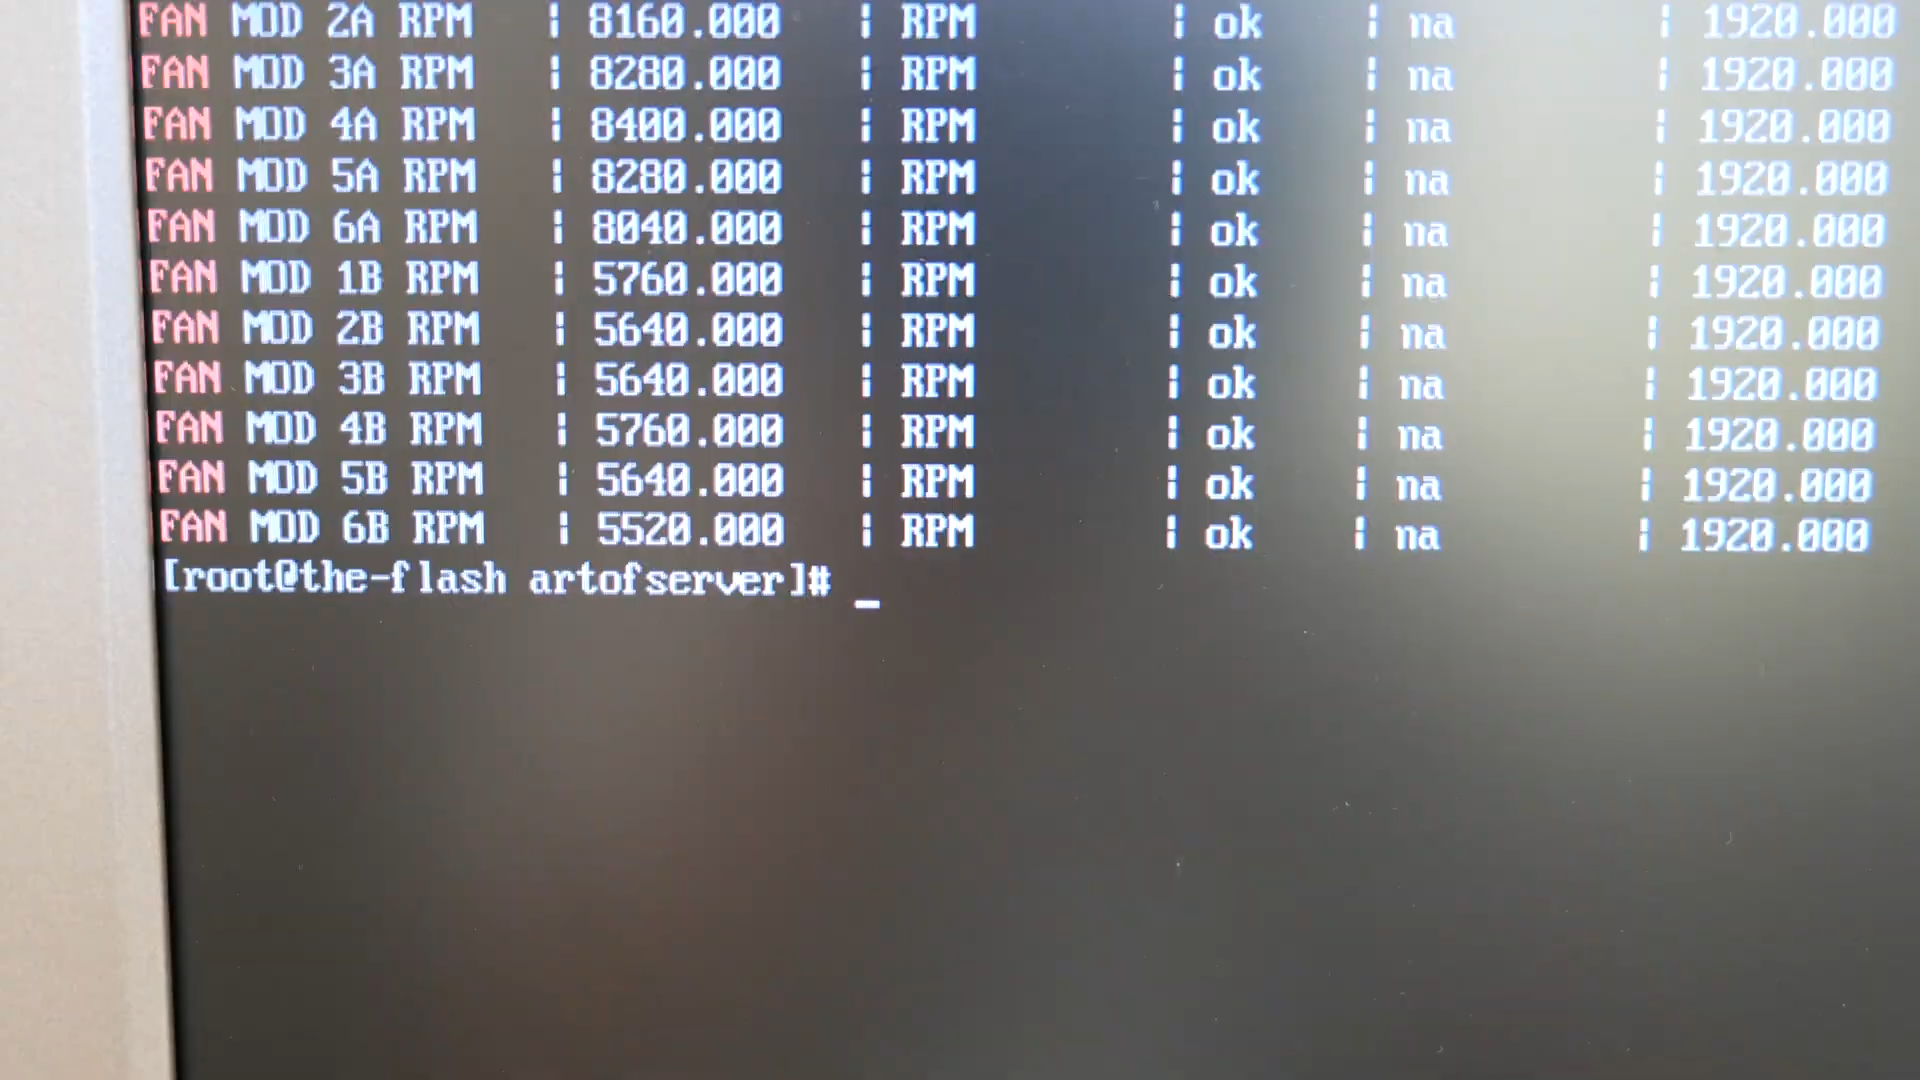 FAN MOD 2A RPM | 8160.000 | RPM | ok | na | 1920.000
FAN MOD 3A RPM | 8280.000 | RPM | ok | na | 1920.000
FAN MOD 4A RPM | 8400.000 | RPM | ok | na | 1920.000
FAN MOD 5A RPM | 8280.000 | RPM | ok | na | 1920.000
FAN MOD 6A RPM | 8040.000 | RPM | ok | na | 1920.000
FAN MOD 1B RPM | 5760.000 | RPM | ok | na | 1920.000
FAN MOD 2B RPM | 5640.000 | RPM | ok | na | 1920.000
FAN MOD 3B RPM | 5640.000 | RPM | ok | na | 1920.000
FAN MOD 4B RPM | 5760.000 | RPM | ok | na | 1920.000
FAN MOD 5B RPM | 5640.000 | RPM | ok | na | 1920.000
FAN MOD 6B RPM | 5520.000 | RPM | ok | na | 1920.000
[root@the-flash artofserver]# _